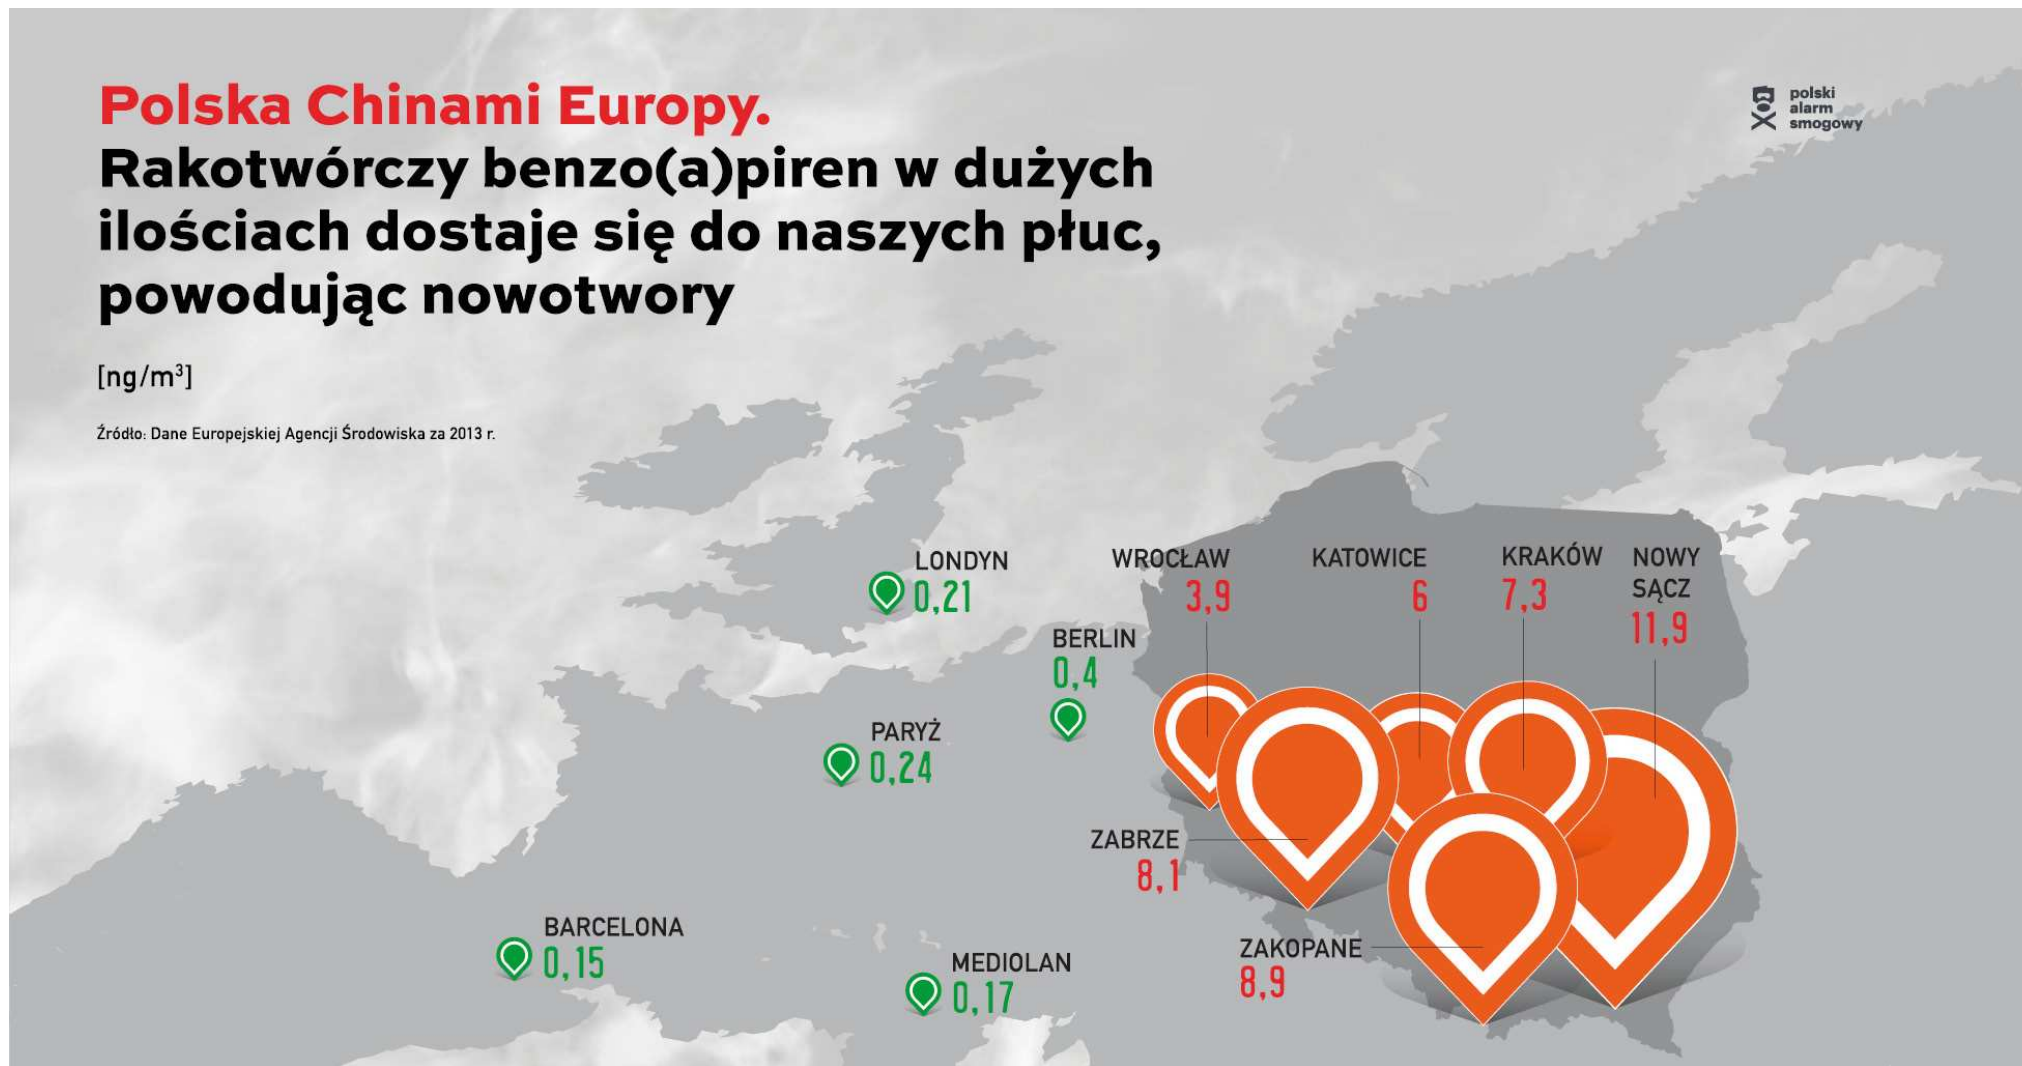 Polska Chinami Europy.
Rakotwórczy benzo(a)piren w dużych
ilościach dostaje się do naszych płuc,
powodując nowotwory
[ng/m³]
Źródło: Dane Europejskiej Agencji Środowiska za 2013 r.
polski
alarm
smogowy
LONDYN
0,21
WROCŁAW
3,9
KATOWICE
6
KRAKÓW
7,3
NOWY
SĄCZ
11,9
BERLIN
0,4
PARYŻ
0,24
ZABRZE
8,1
BARCELONA
0,15
MEDIOLAN
0,17
ZAKOPANE
8,9